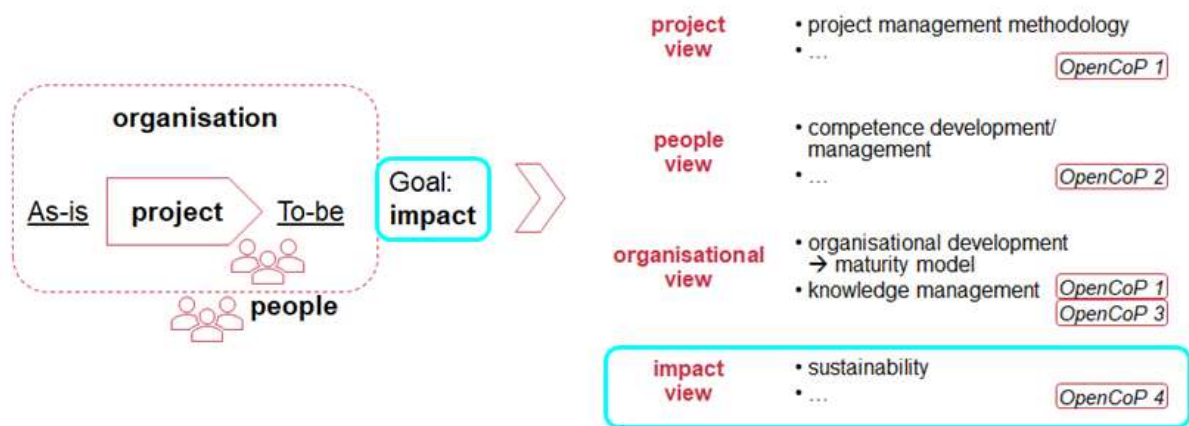 organisation
As-is
project
To-be
people
Goal:
impact
project
view
• project management methodology
• …
OpenCoP 1
people
view
• competence development/
management
• …
OpenCoP 2
organisational
view
• organisational development
→ maturity model
• knowledge management
OpenCoP 1
OpenCoP 3
impact
view
• sustainability
• …
OpenCoP 4